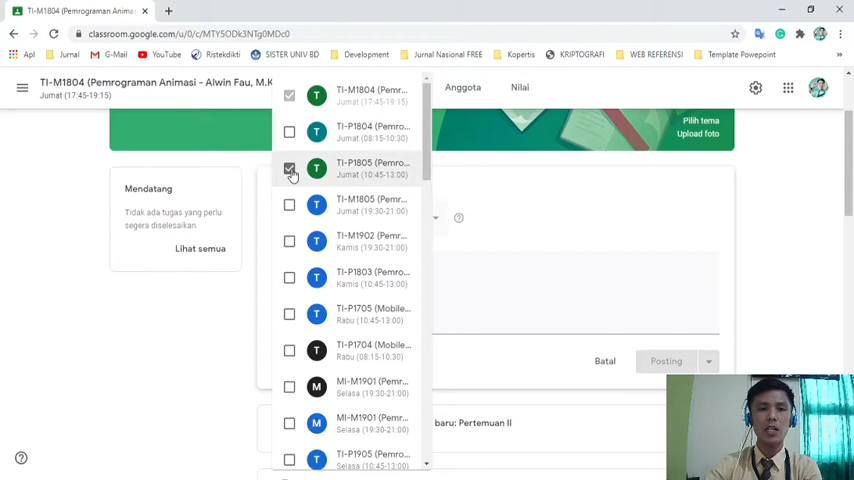 TI-M1804 (Pemrograman Animasi
classroom.google.com/u/0/c/MTY5ODk3NTg0MDc0
Apl
Jurnal
G-Mail
YouTube
Ristekdikti
SISTER UNIV BD
Development
Jurnal Nasional FREE
Kopertis
KRIPTOGRAFI
WEB REFERENSI
Template Powepoint
TI-M1804 (Pemrograman Animasi - Alwin Fau, M.K
Jumat (17:45-19:15)
Anggota
Nilai
Pilih tema
Upload foto
Mendatang
Tidak ada tugas yang perlu
segera diselesaikan
Lihat semua
T
TI-M1804 (Pemr...
Jumat (17:45-19:15)
T
TI-P1804 (Pemro...
Jumat (08:15-10:30)
T
TI-P1805 (Pemro...
Jumat (10:45-13:00)
T
TI-M1805 (Pemr...
Jumat (19:30-21:00)
T
TI-M1902 (Pemr...
Kamis (19:30-21:00)
T
TI-P1803 (Pemro...
Kamis (10:45-13:00)
T
TI-P1705 (Mobile...
Rabu (10:45-13:00)
T
TI-P1704 (Mobile...
Rabu (08:15-10:30)
M
MI-M1901 (Pemr...
Selasa (19:30-21:00)
M
MI-M1901 (Pemr...
Selasa (19:30-21:00)
T
TI-P1905 (Pemro...
Selasa (10:45-13:00)
Batal
Posting
baru: Pertemuan II